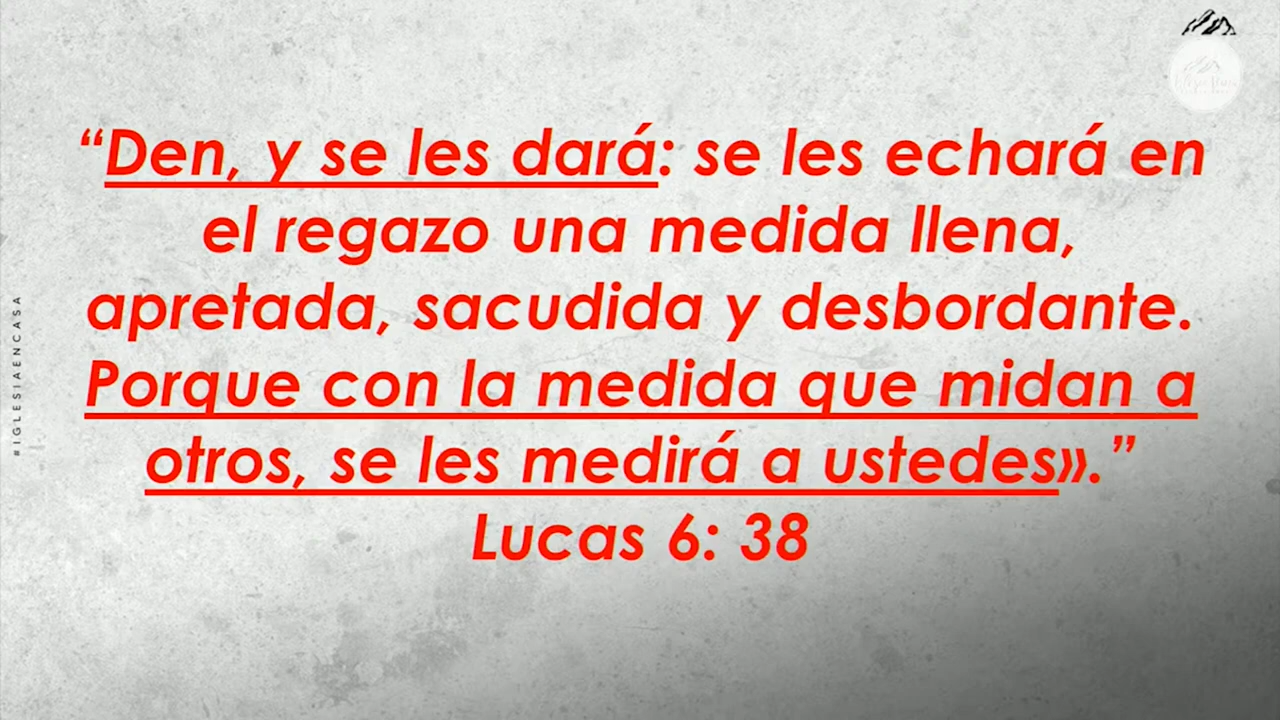 “Den, y se les dará: se les echará en
el regazo una medida llena,
apretada, sacudida y desbordante.
Porque con la medida que midan a
otros, se les medirá a ustedes».”
Lucas 6: 38
#IGLESIAENCASA